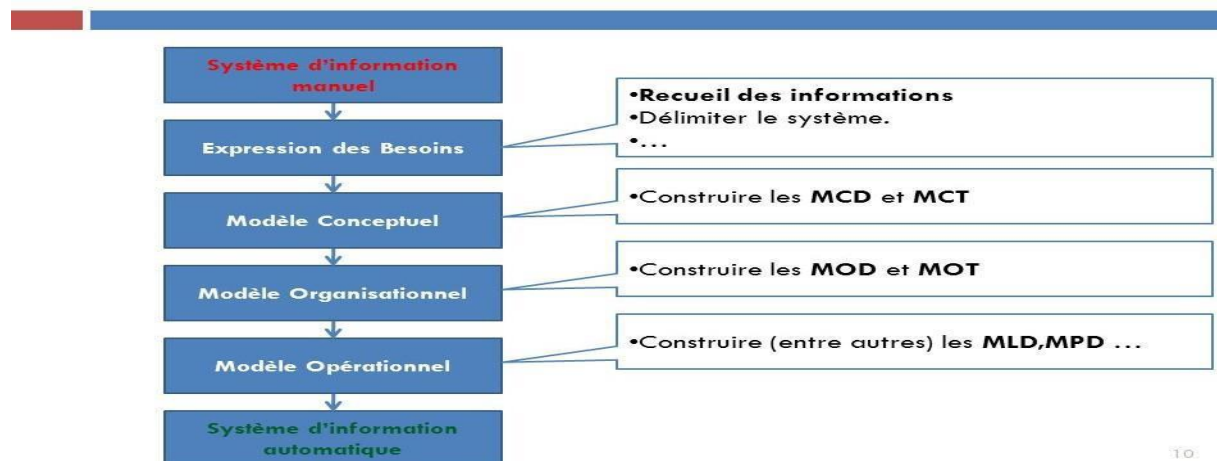 Système d'information
manuel
•Recueil des informations
•Délimiter le système.
•...
Expression des Besoins
Modèle Conceptuel
•Construire les MCD et MCT
Modèle Organisationnel
•Construire les MOD et MOT
Modèle Opérationnel
•Construire (entre autres) les MLD,MPD ...
Système d'information
automatique
10